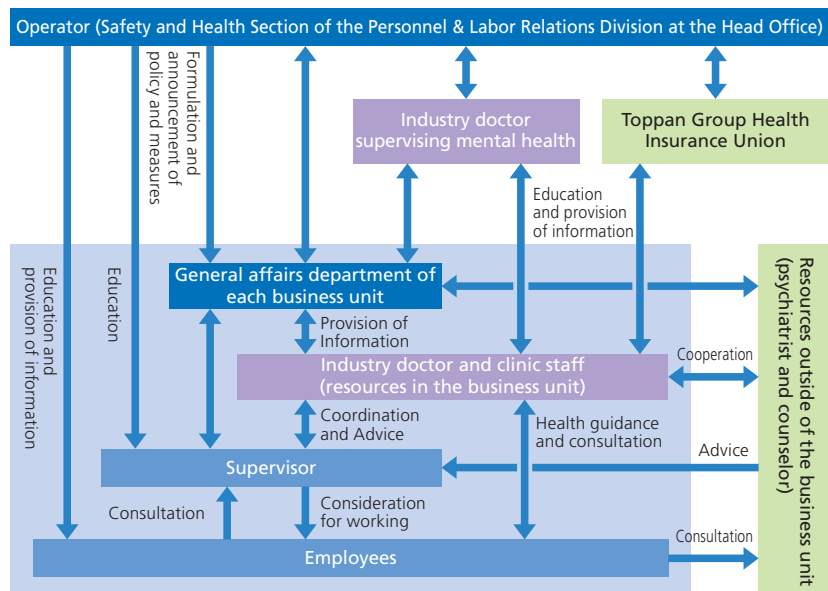 Operator (Safety and Health Section of the Personnel & Labor Relations Division at the Head Office)
Formulation and
announcement of
policy and measures
Industry doctor
supervising mental health
Toppan Group Health
Insurance Union
Education
and provision
of information
Education and
provision of information
Education
General affairs department of
each business unit
Resources outside of the business unit
(psychiatrist and counselor)
Provision of
Information
Industry doctor and clinic staff
(resources in the business unit)
Cooperation
Coordination
and Advice
Health guidance
and consultation
Advice
Supervisor
Consultation
Consideration
for working
Consultation
Employees